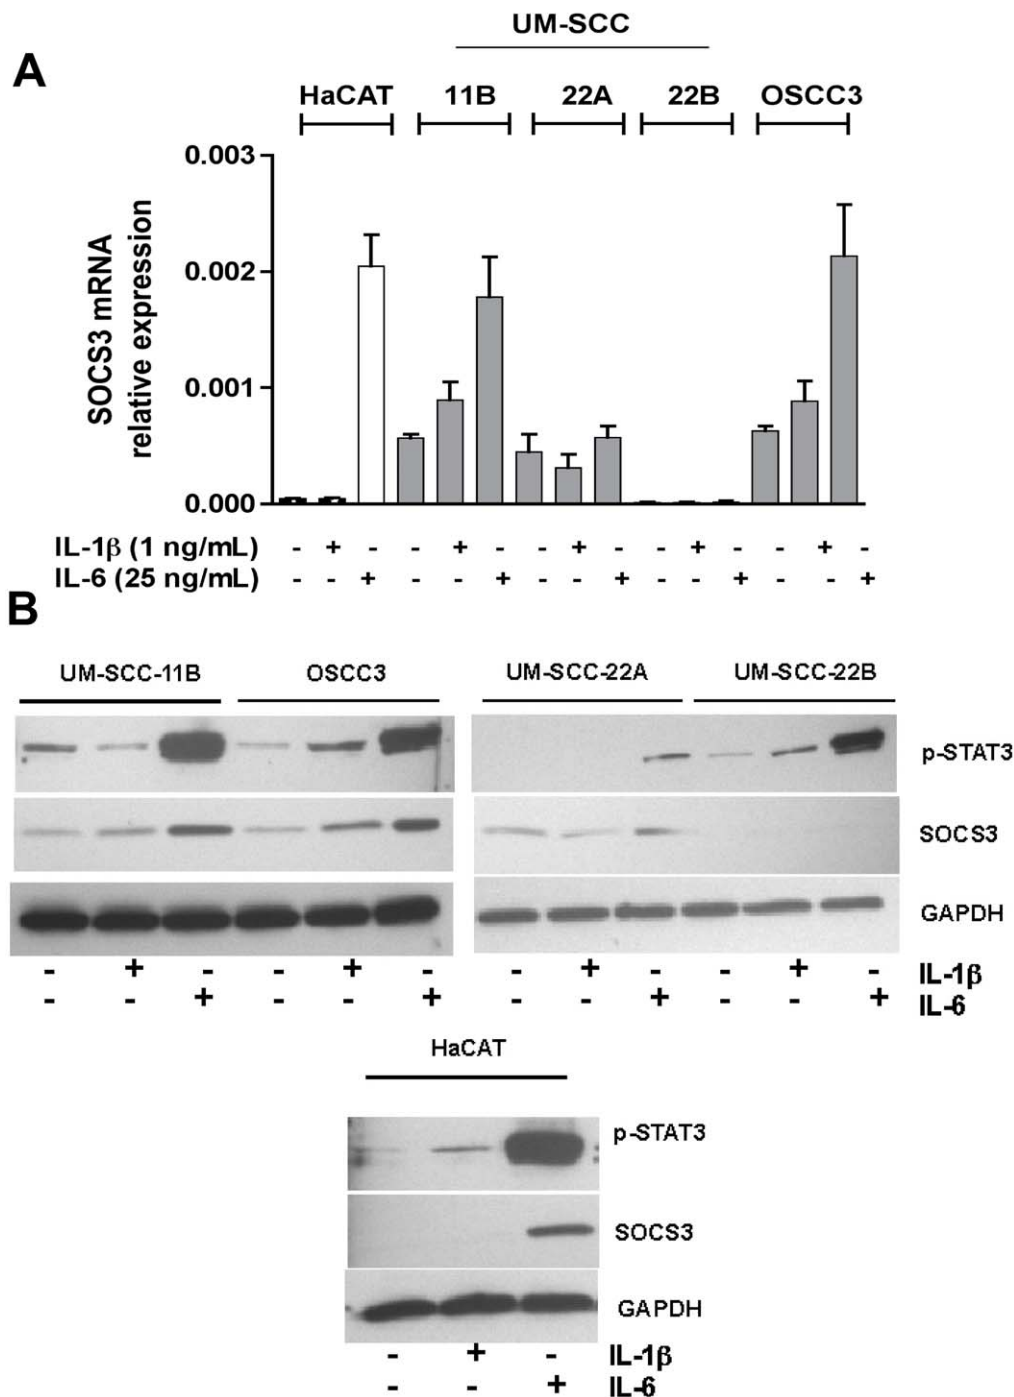 UM-SCC
A
HaCAT 11B 22A 22B OSCC3
0.003
0.002
0.001
0.000
SOCS3 mRNA
relative expression
IL-1β (1 ng/mL) - + - - + - - + - - + - - + -
IL-6 (25 ng/mL) - - + - - + - - + - - + - - +
B
UM-SCC-11B OSCC3 UM-SCC-22A UM-SCC-22B
p-STAT3
SOCS3
GAPDH
- + - - + - - + - - + - IL-1β
- - + - - + - - + - - + IL-6
HaCAT
p-STAT3
SOCS3
GAPDH
- + - IL-1β
- - + IL-6